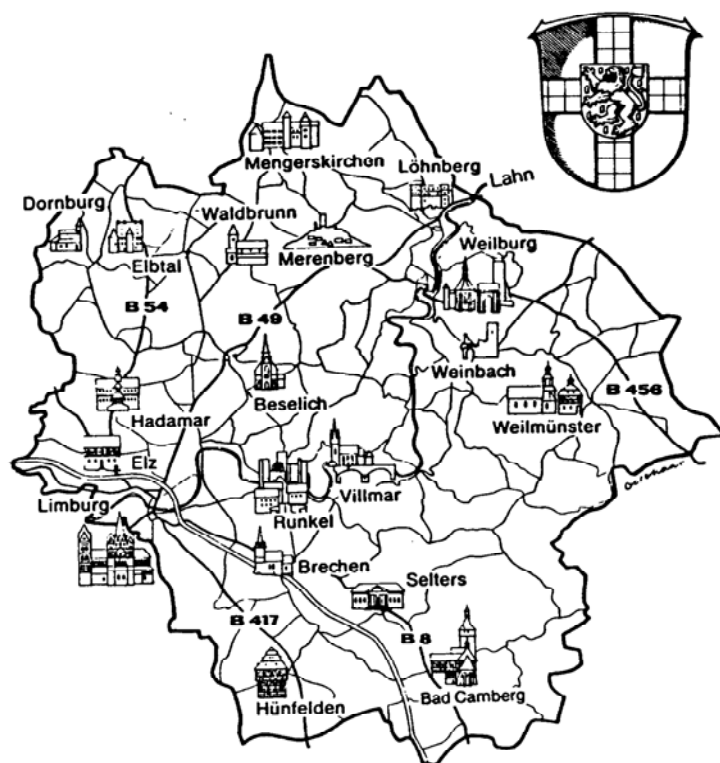 Mengerskirchen
Löhnberg
Lahn
Dornburg
Waldbrunn
Weilburg
Elbtal
Merenberg
B 54
B 49
Weinbach
B 456
Beselich
Hadamar
Weilmünster
Elz
Limburg
Villmar
Runkel
Brechen
Selters
B 417
B 8
Bad Camberg
Hünfelden